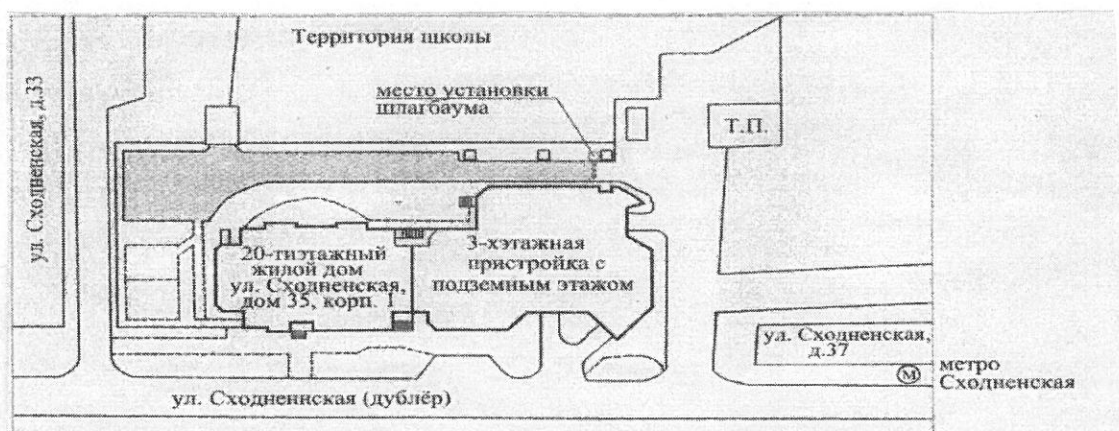 Территория школы
ул. Сходненская, д.33
место установки
шлагбаума
Т.П.
20-тиэтажный
жилой дом
ул. Сходненская,
дом 35, корп. 1
3-хэтажная
пристройка с
подземным этажом
ул. Сходненская,
д.37
М
метро
Сходненская
ул. Сходненнская (дублёр)